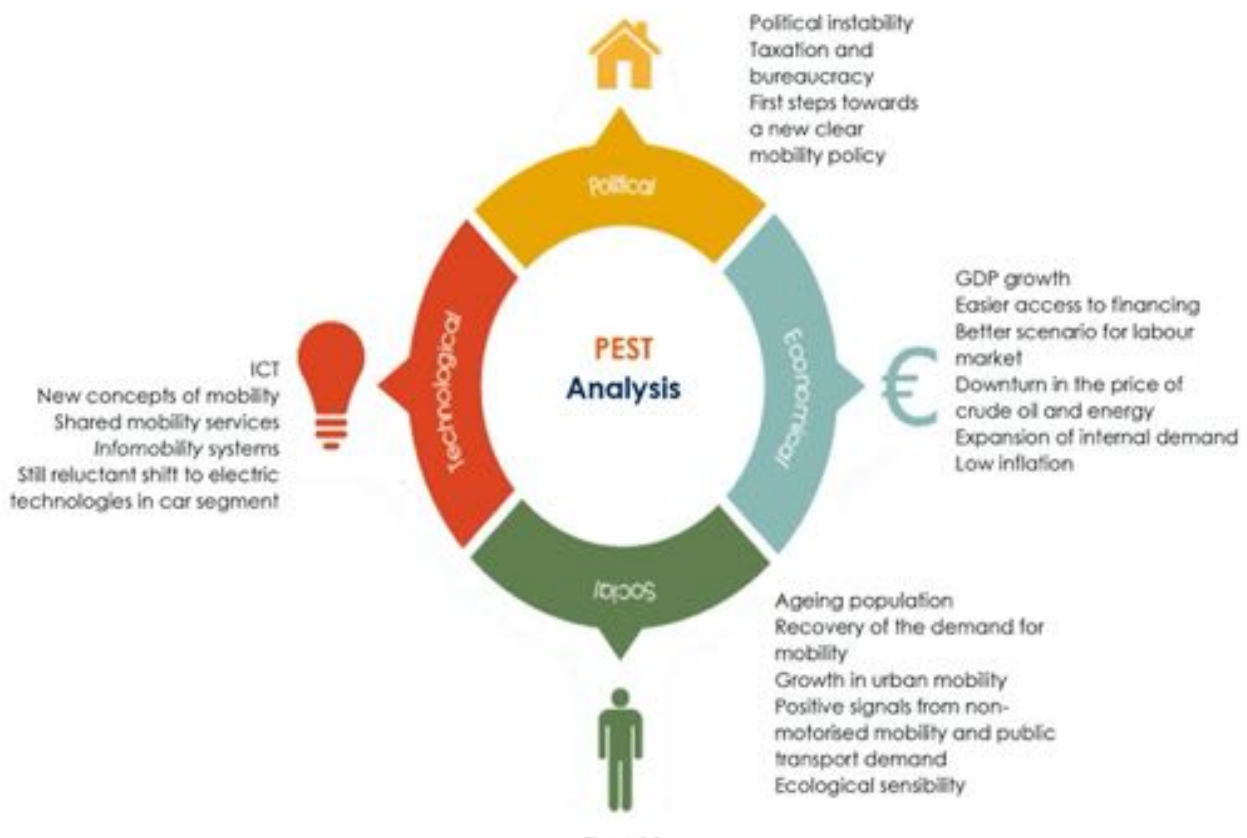 Political instability
Taxation and
bureaucracy
First steps towards
a new clear
mobility policy
Political
GDP growth
Easier access to financing
Better scenario for labour
market
Downturn in the price of
crude oil and energy
Expansion of internal demand
Low inflation
Economical
PEST
Analysis
Technological
ICT
New concepts of mobility
Shared mobility services
Infomobility systems
Still reluctant shift to electric
technologies in car segment
Social
Ageing population
Recovery of the demand for
mobility
Growth in urban mobility
Positive signals from non-
motorised mobility and public
transport demand
Ecological sensibility